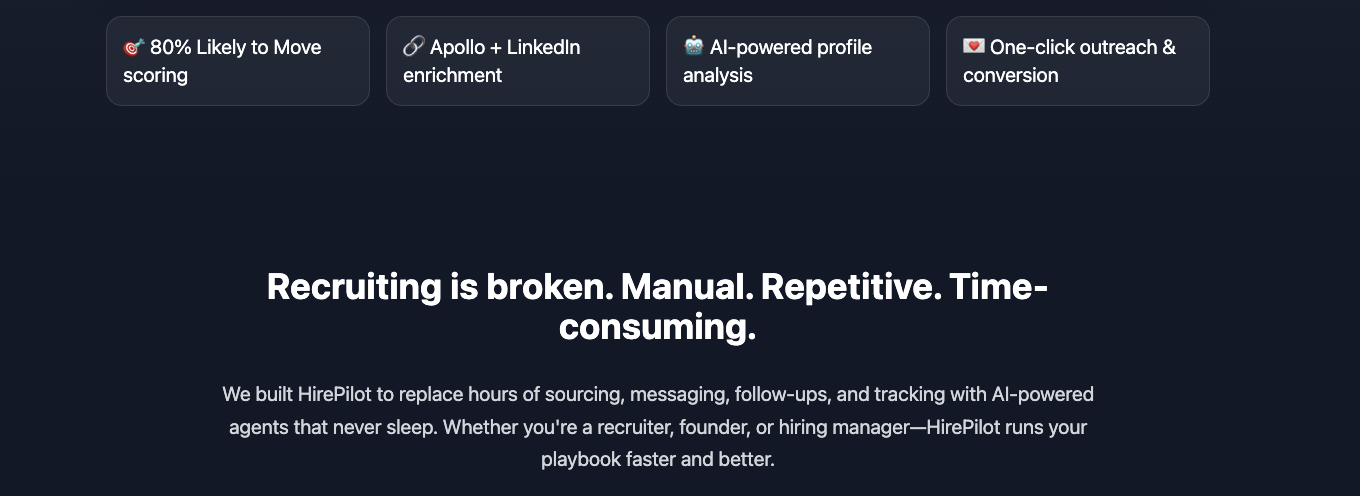 🎯 80% Likely to Move
scoring
🔗 Apollo + LinkedIn
enrichment
🤖 AI-powered profile
analysis
💌 One-click outreach &
conversion
Recruiting is broken. Manual. Repetitive. Time-
consuming.
We built HirePilot to replace hours of sourcing, messaging, follow-ups, and tracking with AI-powered
agents that never sleep. Whether you're a recruiter, founder, or hiring manager—HirePilot runs your
playbook faster and better.